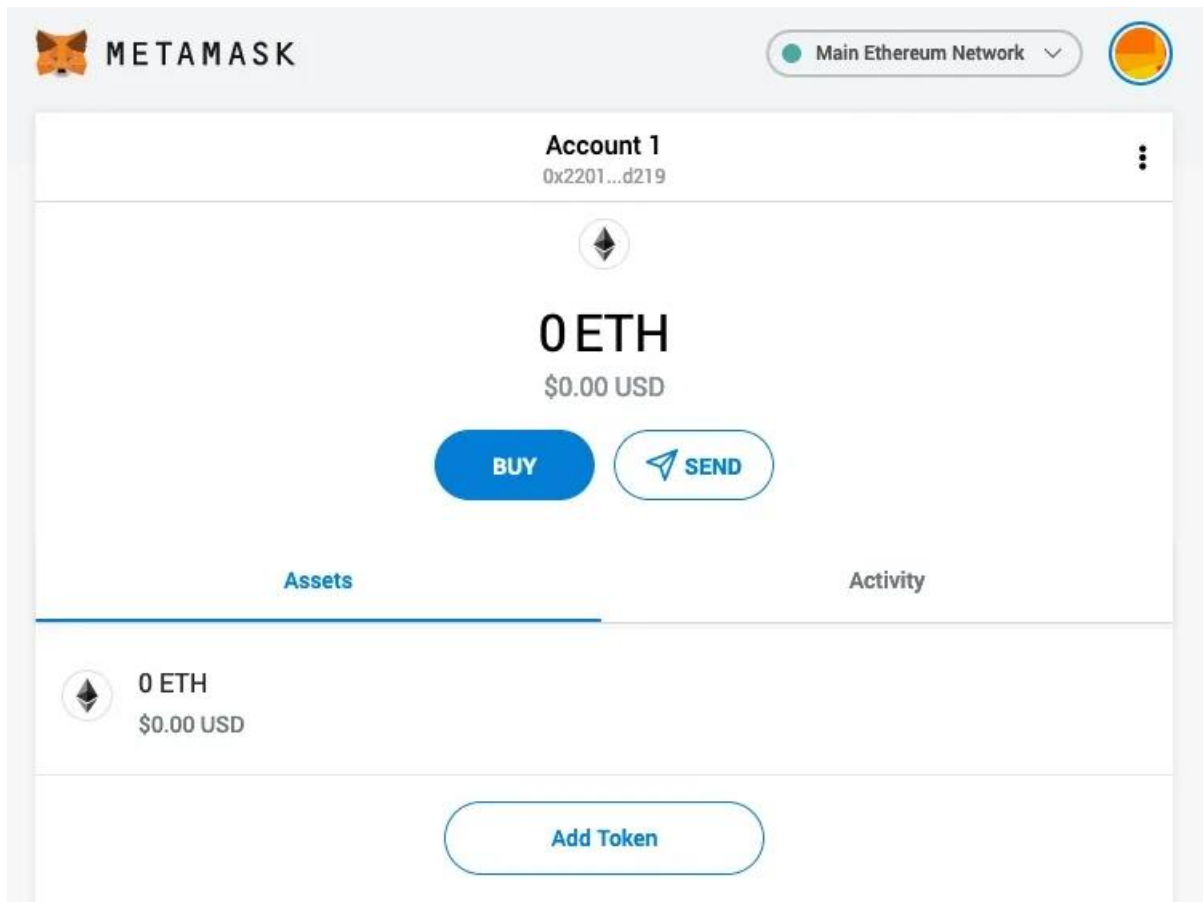 METAMASK
Main Ethereum Network
Account 1
0x2201...d219
0 ETH
$0.00 USD
BUY
SEND
Assets
Activity
0 ETH
$0.00 USD
Add Token